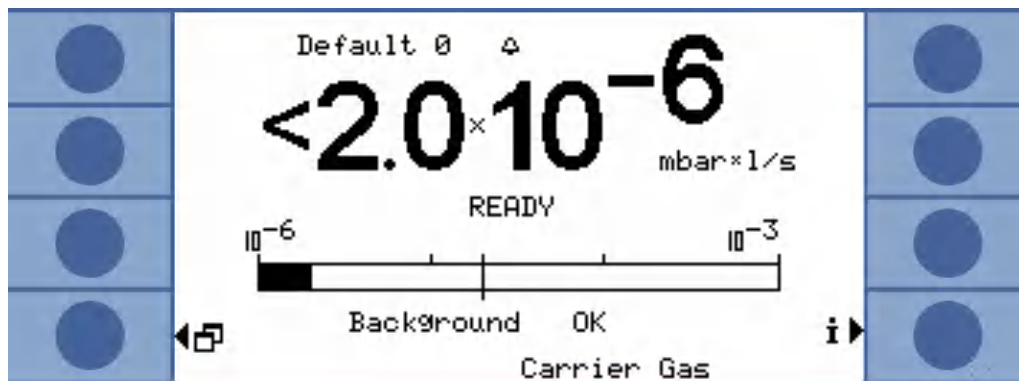 Default 0
<2.0×10⁻⁶
mbar×l/s
READY
10⁻⁶ 10⁻³
Background OK
i
Carrier Gas